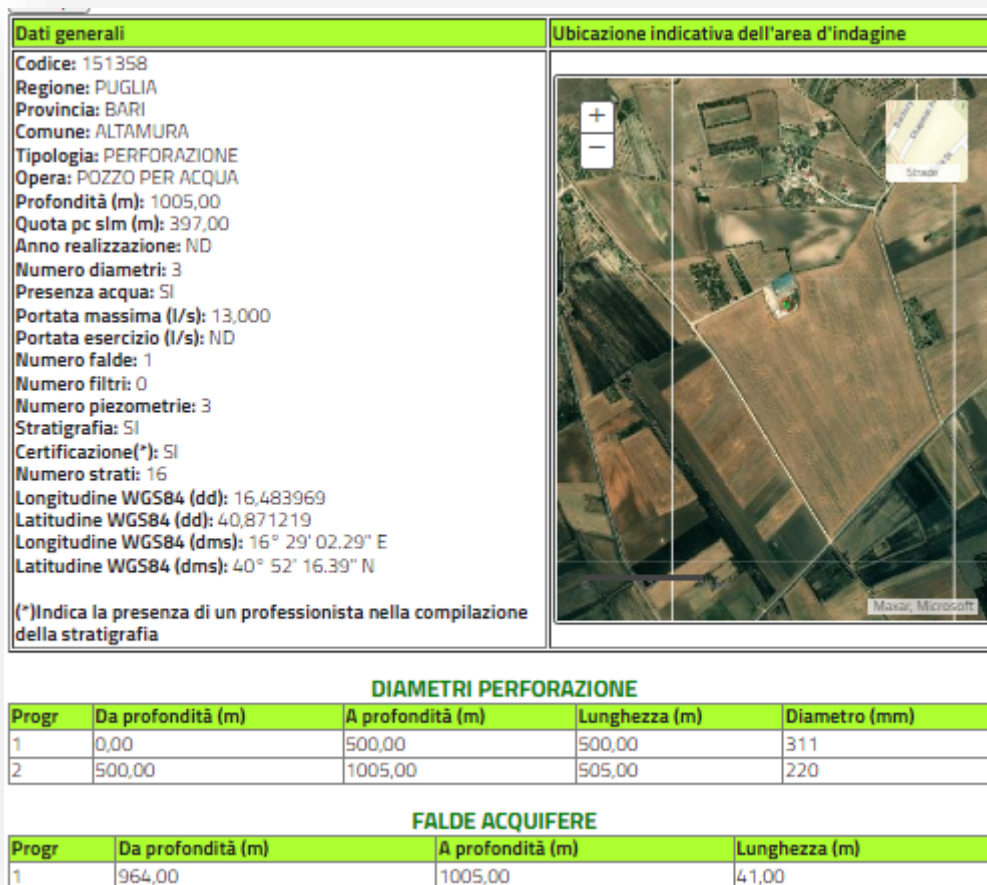 Dati generali
Ubicazione indicativa dell'area d'indagine
Codice: 151358
Regione: PUGLIA
Provincia: BARI
Comune: ALTAMURA
Tipologia: PERFORAZIONE
Opera: POZZO PER ACQUA
Profondità (m): 1005,00
Quota pc slm (m): 397,00
Anno realizzazione: ND
Numero diametri: 3
Presenza acqua: SI
Portata massima (l/s): 13,000
Portata esercizio (l/s): ND
Numero falde: 1
Numero filtri: 0
Numero piezometrie: 3
Stratigrafia: SI
Certificazione(*): SI
Numero strati: 16
Longitudine WGS84 (dd): 16,483969
Latitudine WGS84 (dd): 40,871219
Longitudine WGS84 (dms): 16° 29' 02.29" E
Latitudine WGS84 (dms): 40° 52' 16.39" N
(*)Indica la presenza di un professionista nella compilazione
della stratigrafia
+
−
Strade
Maxar, Microsoft
DIAMETRI PERFORAZIONE
Progr Da profondità (m) A profondità (m) Lunghezza (m) Diametro (mm)
1 0,00 500,00 500,00 311
2 500,00 1005,00 505,00 220
FALDE ACQUIFERE
Progr Da profondità (m) A profondità (m) Lunghezza (m)
1 964,00 1005,00 41,00